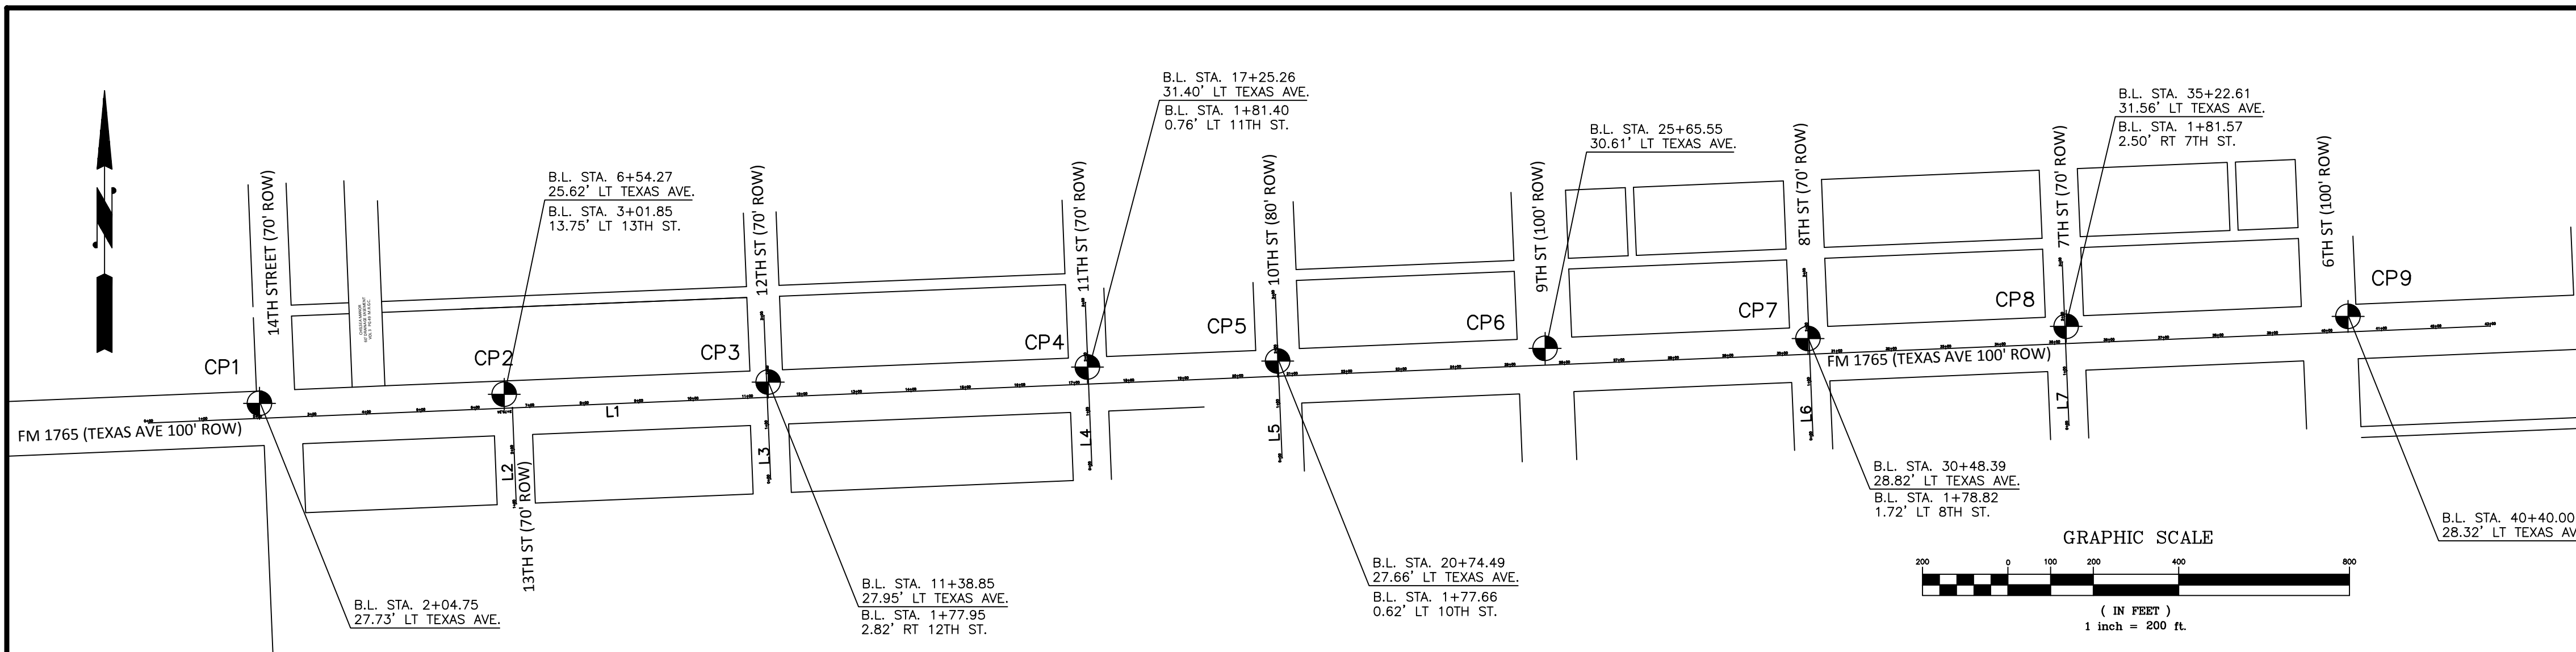 B.L. STA. 17+25.26
31.40' LT TEXAS AVE.
B.L. STA. 1+81.40
0.76' LT 11TH ST.
B.L. STA. 35+22.61
31.56' LT TEXAS AVE.
B.L. STA. 1+81.57
2.50' RT 7TH ST.
B.L. STA. 25+65.55
30.61' LT TEXAS AVE.
B.L. STA. 6+54.27
25.62' LT TEXAS AVE.
B.L. STA. 3+01.85
13.75' LT 13TH ST.
N
14TH STREET (70' ROW)
12TH ST (70' ROW)
11TH ST (70' ROW)
10TH ST (80' ROW)
9TH ST (100' ROW)
8TH ST (70' ROW)
7TH ST (70' ROW)
6TH ST (100' ROW)
CP1
CP2
CP3
CP4
CP5
CP6
CP7
CP8
CP9
FM 1765 (TEXAS AVE 100' ROW)
FM 1765 (TEXAS AVE 100' ROW)
L1
L2
L3
L4
L5
L6
L7
13TH ST (70' ROW)
B.L. STA. 2+04.75
27.73' LT TEXAS AVE.
B.L. STA. 11+38.85
27.95' LT TEXAS AVE.
B.L. STA. 1+77.95
2.82' RT 12TH ST.
B.L. STA. 20+74.49
27.66' LT TEXAS AVE.
B.L. STA. 1+77.66
0.62' LT 10TH ST.
B.L. STA. 30+48.39
28.82' LT TEXAS AVE.
B.L. STA. 1+78.82
1.72' LT 8TH ST.
B.L. STA. 40+40.00
28.32' LT TEXAS AV
GRAPHIC SCALE
200 0 100 200 400 800
( IN FEET )
1 inch = 200 ft.